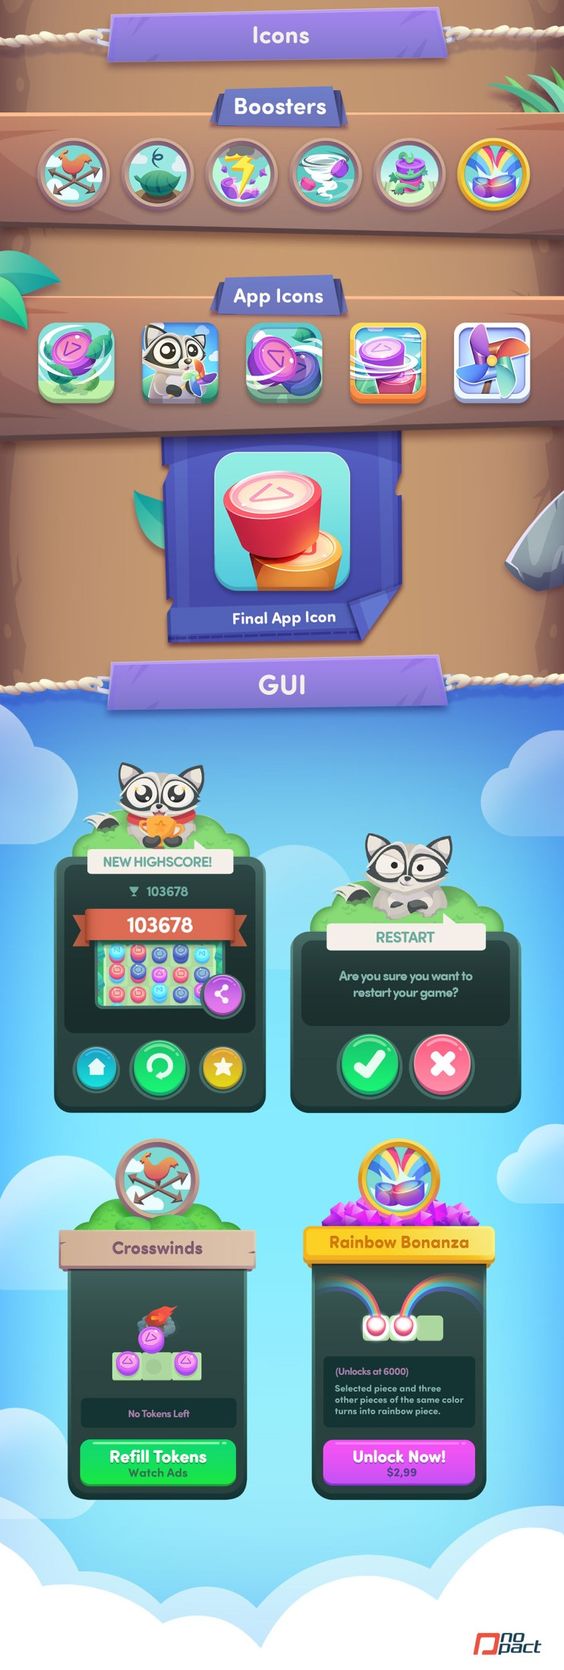 Icons
Boosters
App Icons
Final App Icon
GUI
NEW HIGHSCORE!
103678
103678
RESTART
Are you sure you want to
restart your game?
Crosswinds
No Tokens Left
Refill Tokens
Watch Ads
Rainbow Bonanza
(Unlocks at 6000)
Selected piece and three
other pieces of the same color
turns into rainbow piece.
Unlock Now!
$2,99
no
pact